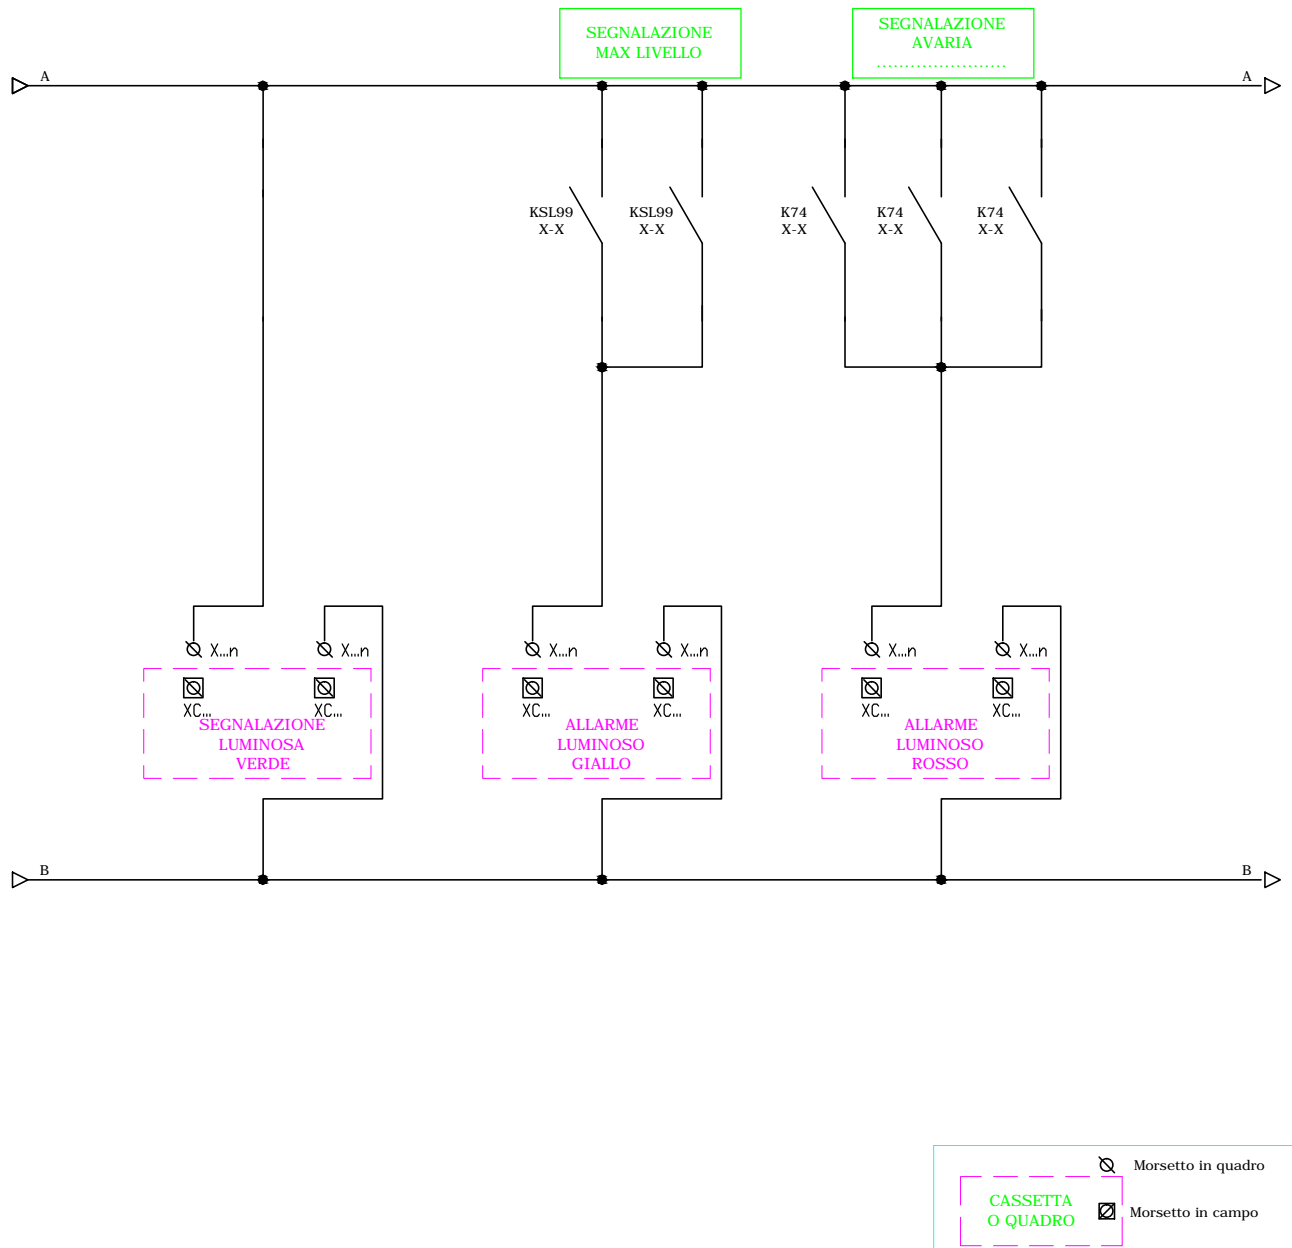 SEGNALAZIONE
MAX LIVELLO
SEGNALAZIONE
AVARIA
.......................
A
A
KSL99
X-X
KSL99
X-X
K74
X-X
K74
X-X
K74
X-X
X...n
X...n
X...n
X...n
X...n
X...n
XC...
XC...
XC...
XC...
XC...
XC...
SEGNALAZIONE
LUMINOSA
VERDE
ALLARME
LUMINOSO
GIALLO
ALLARME
LUMINOSO
ROSSO
B
B
Morsetto in quadro
CASSETTA
O QUADRO
Morsetto in campo